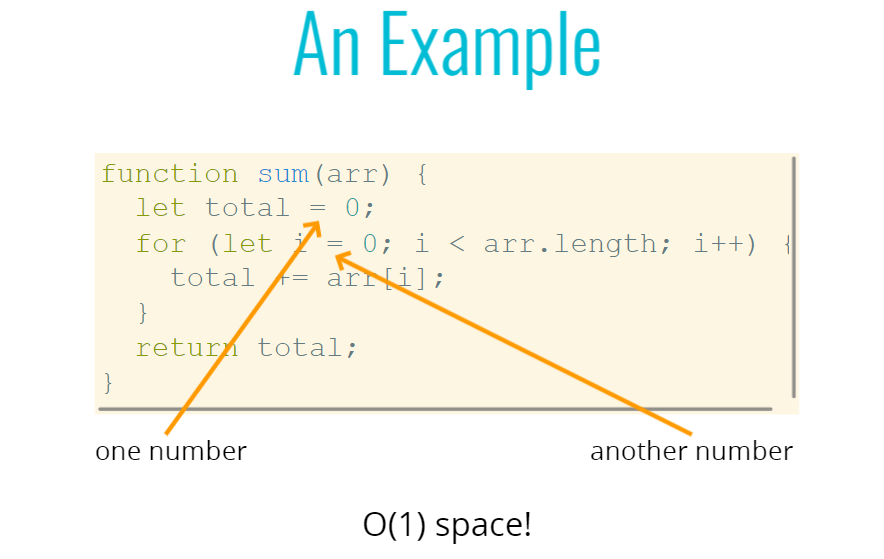 An Example
function sum(arr) {
let total = 0;
for (let i = 0; i < arr.length; i++) {
total += arr[i];
}
return total;
}
one number
another number
O(1) space!